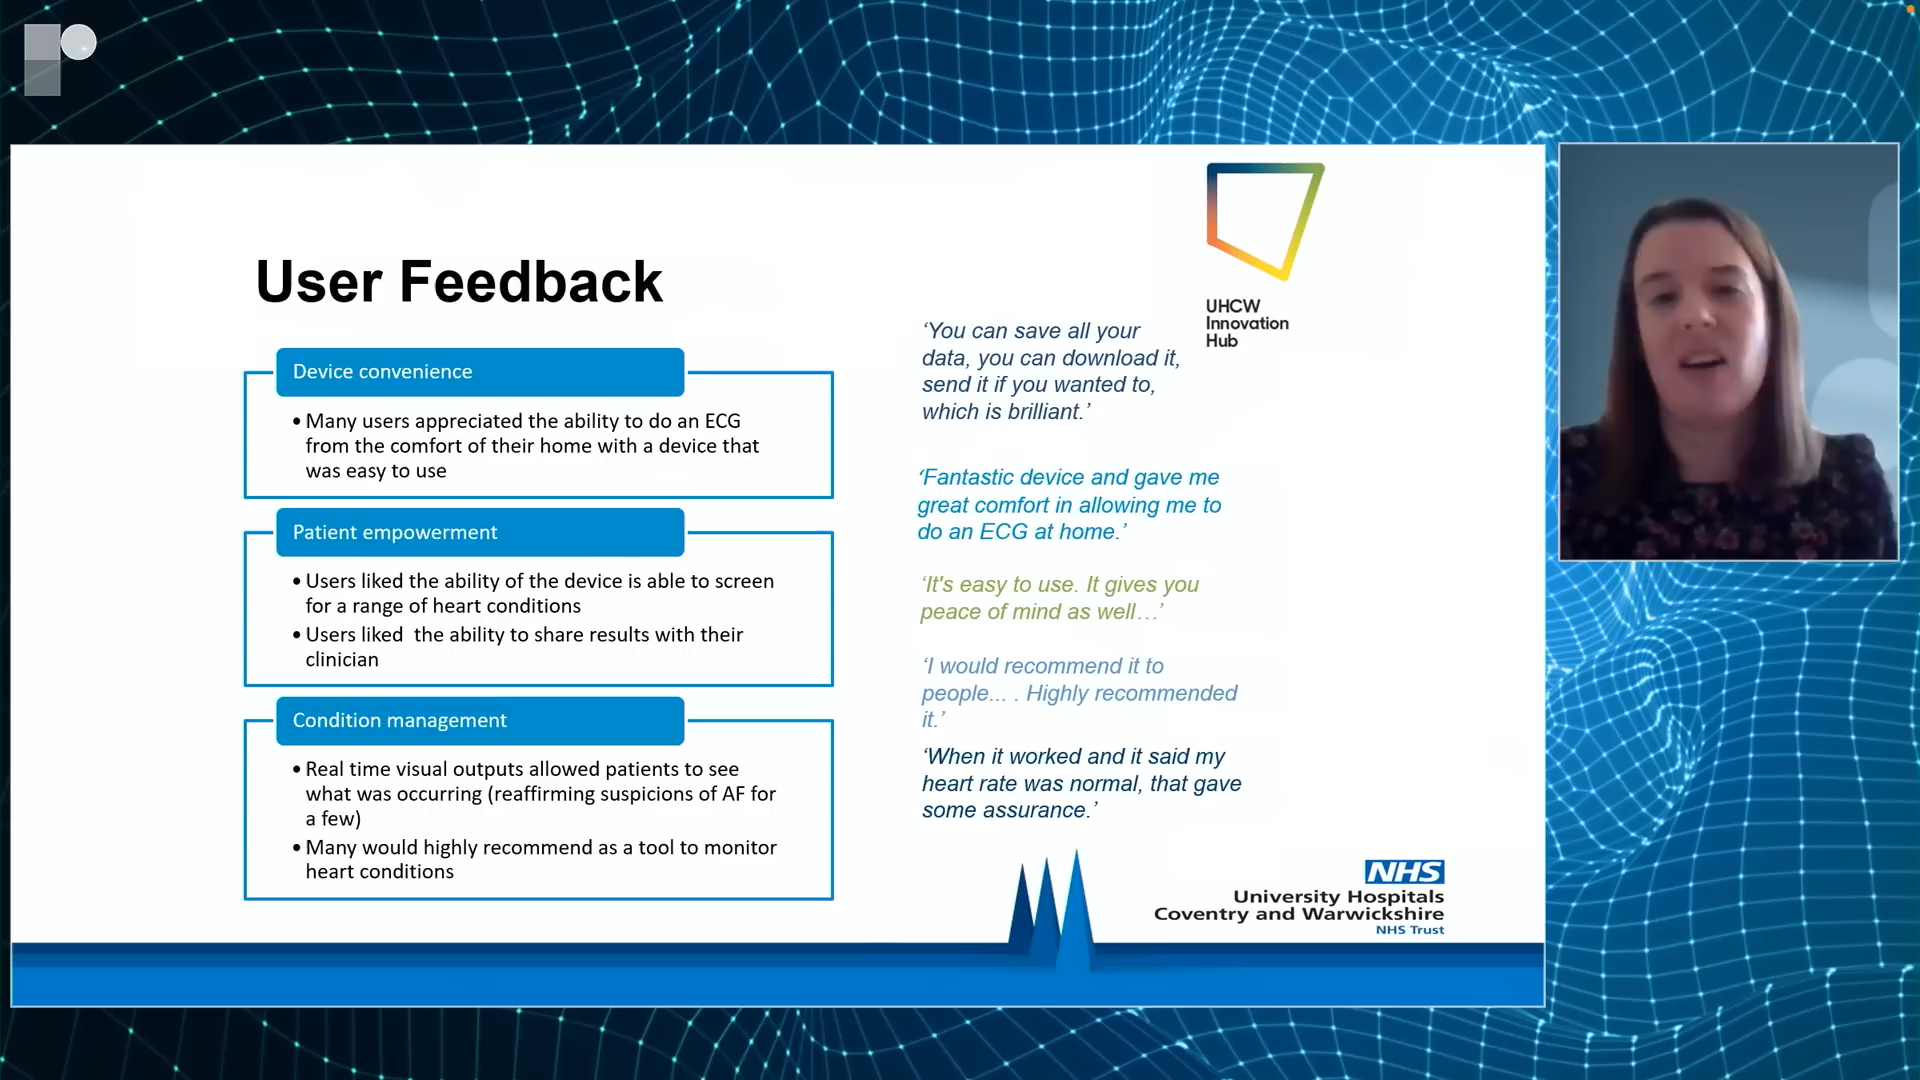 User Feedback
Device convenience
• Many users appreciated the ability to do an ECG
from the comfort of their home with a device that
was easy to use
Patient empowerment
• Users liked the ability of the device is able to screen
for a range of heart conditions
• Users liked  the ability to share results with their
clinician
Condition management
• Real time visual outputs allowed patients to see
what was occurring (reaffirming suspicions of AF for
a few)
• Many would highly recommend as a tool to monitor
heart conditions
UHCW
Innovation
Hub
‘You can save all your
data, you can download it,
send it if you wanted to,
which is brilliant.’
‘Fantastic device and gave me
great comfort in allowing me to
do an ECG at home.’
‘It's easy to use. It gives you
peace of mind as well…’
‘I would recommend it to
people... . Highly recommended
it.’
‘When it worked and it said my
heart rate was normal, that gave
some assurance.’
NHS
University Hospitals
Coventry and Warwickshire
NHS Trust